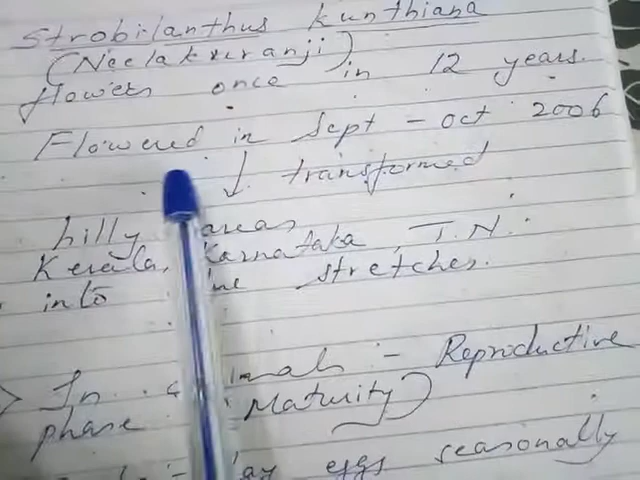 Strobilanthus kunthiana
(Neelakuranji)
flowers once in 12 years.
Flowered in Sept - Oct 2006
↓ transformed
hilly areas
Kerala, Karnataka, T.N.
into stretches.
> In - Reproductive
phase Maturity)
eggs seasonally